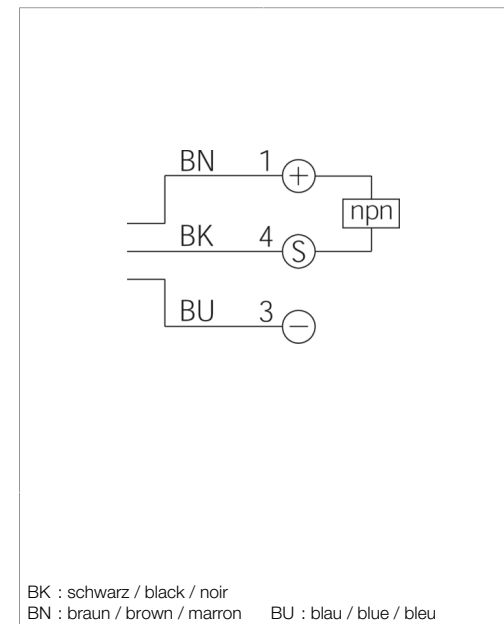 BN 1 +
npn
BK 4 S
BU 3 −
BK : schwarz / black / noir
BN : braun / brown / marron BU : blau / blue / bleu